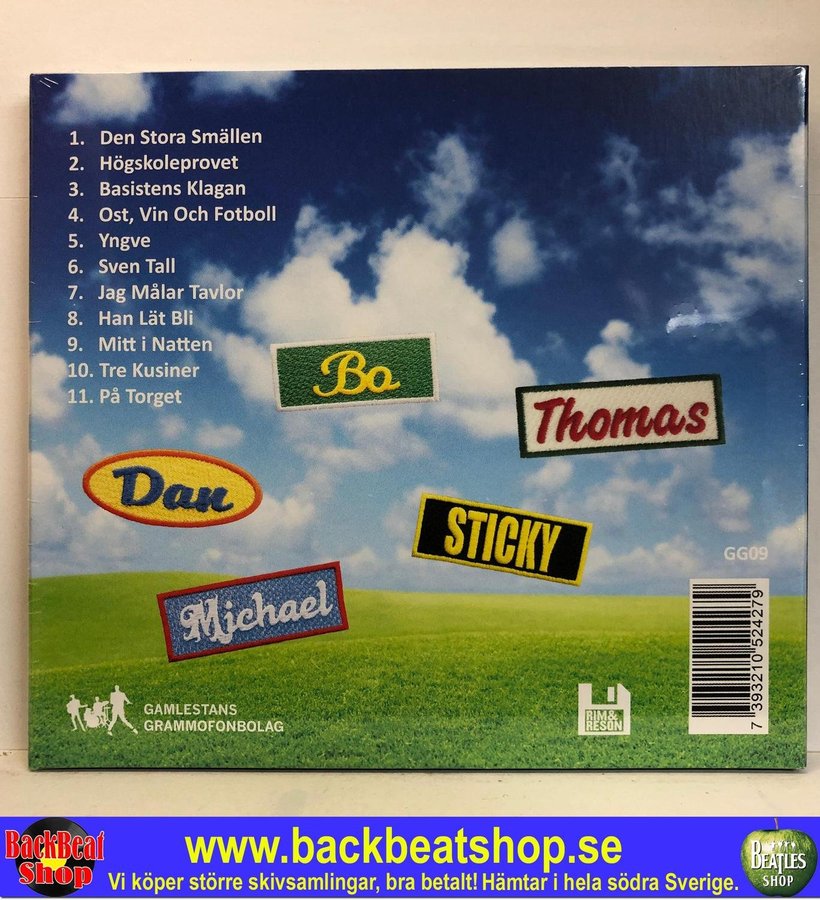 1. Den Stora Smällen
2. Högskoleprovet
3. Basistens Klagan
4. Ost, Vin Och Fotboll
5. Yngve
6. Sven Tall
7. Jag Målar Tavlor
8. Han Lät Bli
9. Mitt i Natten
10. Tre Kusiner
11. På Torget
Bo
Thomas
Dan
STICKY
Michael
GG09
7 393210 524279
GAMLESTANS
GRAMMOFONBOLAG
RIM&
RESON
BackBeat
Shop
www.backbeatshop.se
Vi köper större skivsamlingar, bra betalt! Hämtar i hela södra Sverige.
BEATLES
SHOP